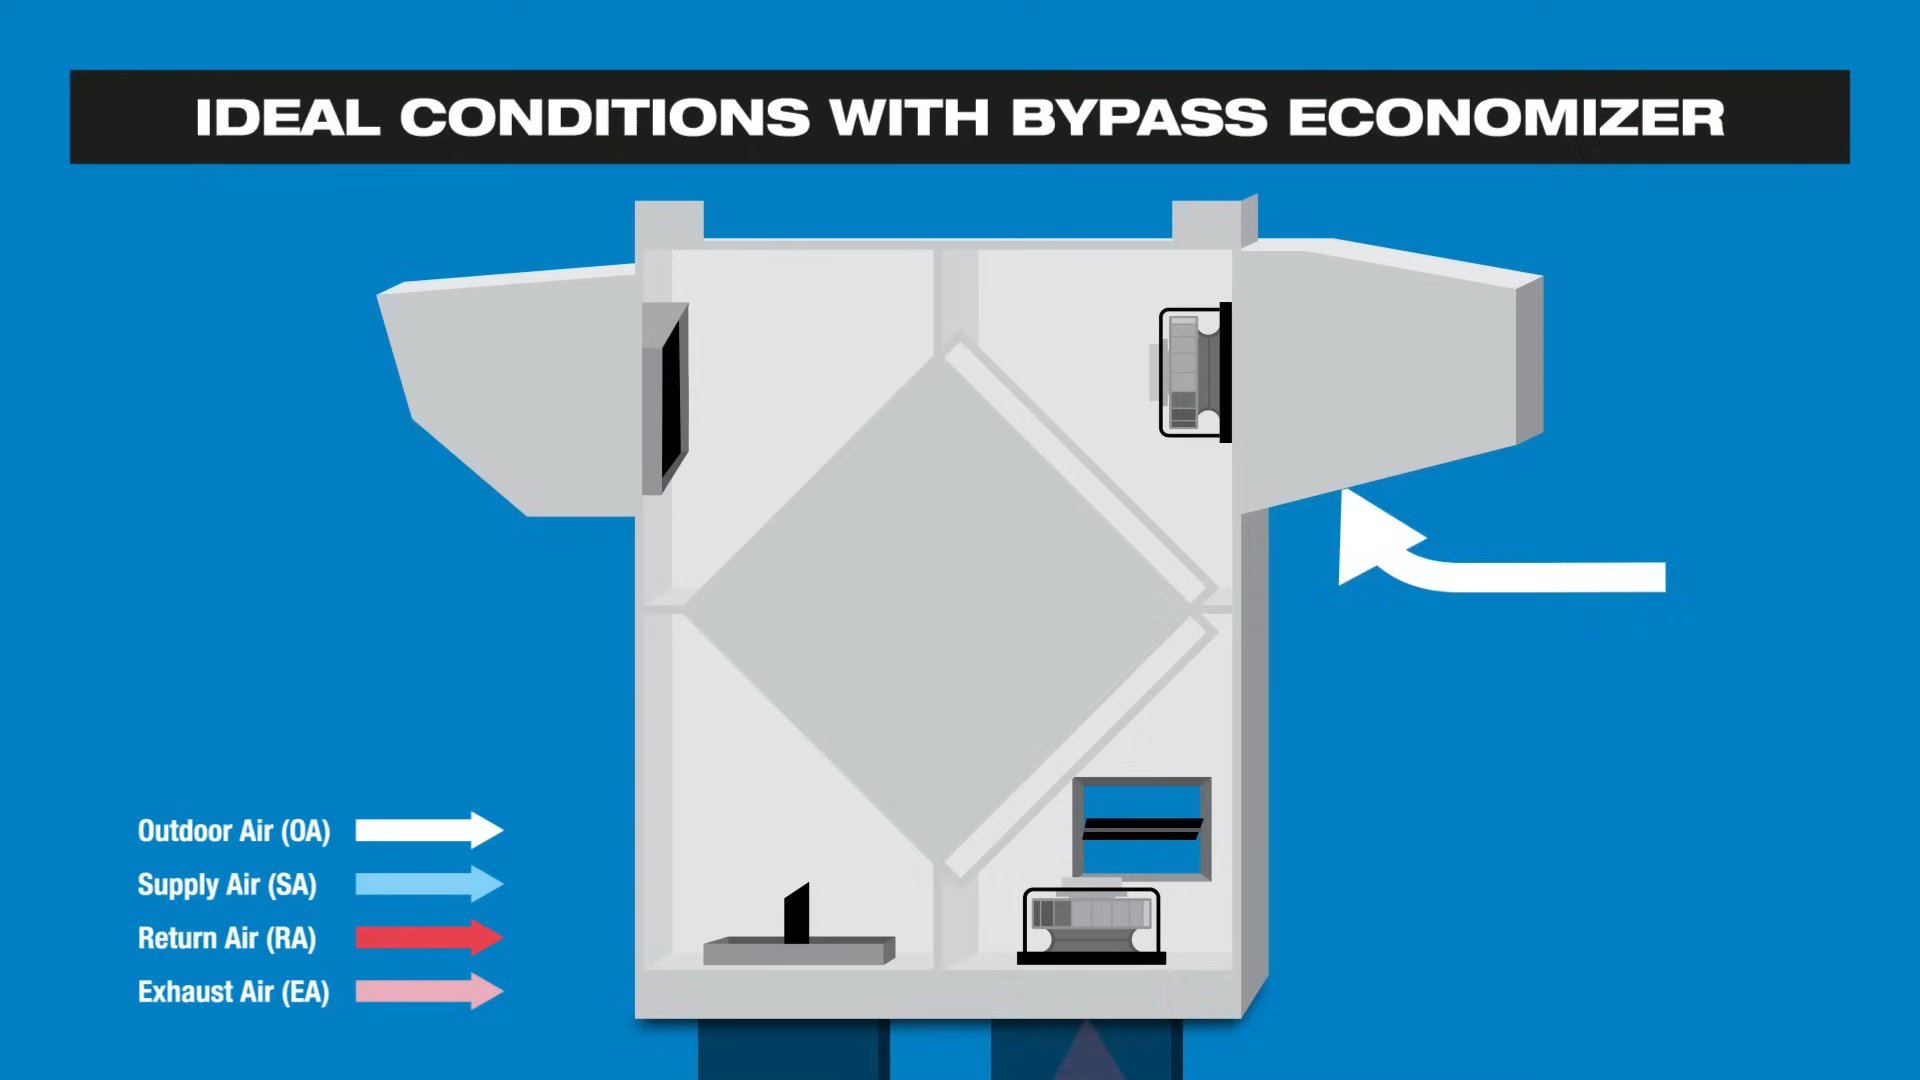 IDEAL CONDITIONS WITH BYPASS ECONOMIZER
Outdoor Air (OA)
Supply Air (SA)
Return Air (RA)
Exhaust Air (EA)